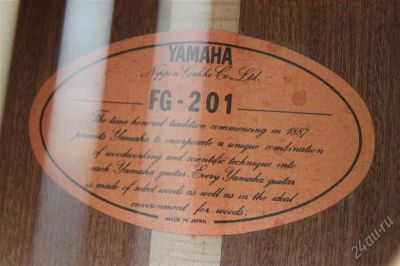 YAMAHA
Nippon Gakki Co., Ltd.
FG-201
The time honored tradition commencing in 1887
permits Yamaha to incorporate a unique combination
of woodworking and scientific technique into
each Yamaha guitar. Every Yamaha guitar
is made of select woods as well as in the ideal
environment for woods.
MADE IN JAPAN
24au.ru